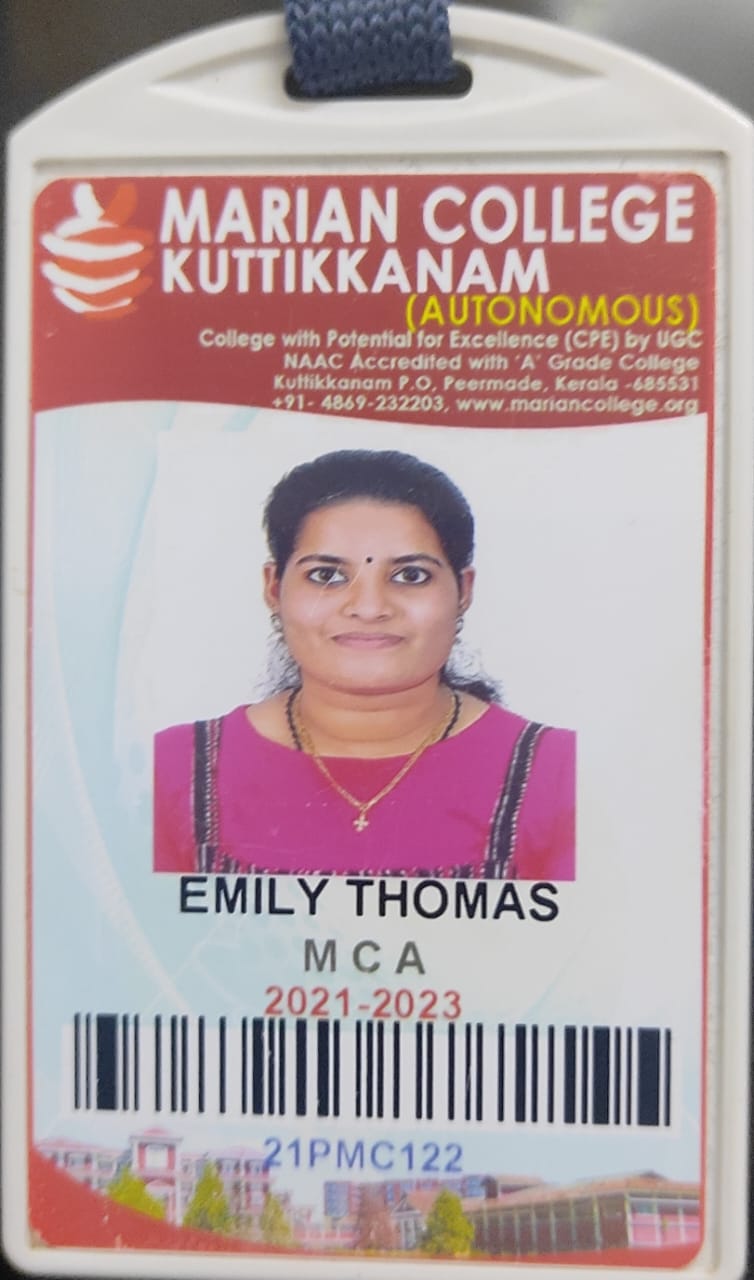 MARIAN COLLEGE
KUTTIKKANAM
(AUTONOMOUS)
College with Potential for Excellence (CPE) by UGC
NAAC Accredited with 'A' Grade College
Kuttikkanam P.O, Peermade, Kerala -685531
+91- 4869-232203, www.mariancollege.org
EMILY THOMAS
M C A
2021-2023
21PMC122